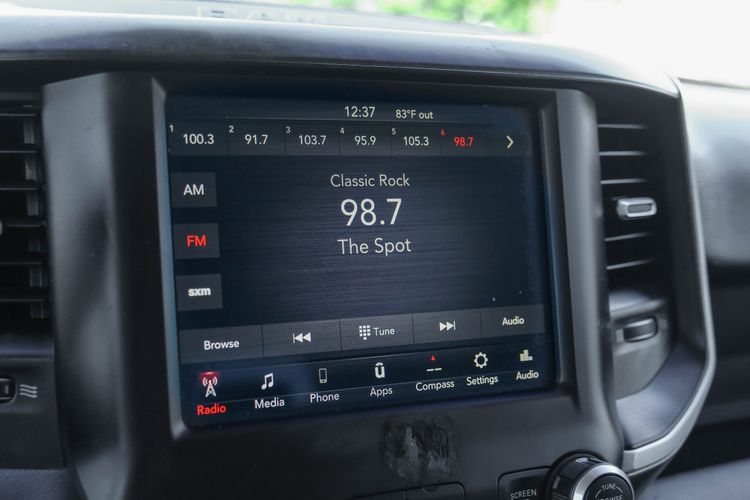 12:37 83°F out
1 100.3 2 91.7 3 103.7 4 95.9 5 105.3 6 98.7
Classic Rock
AM
98.7
FM
The Spot
sxm
Browse Tune Audio
Radio Media Phone Apps Compass Settings Audio
SCREEN
TUNE
BROWSE